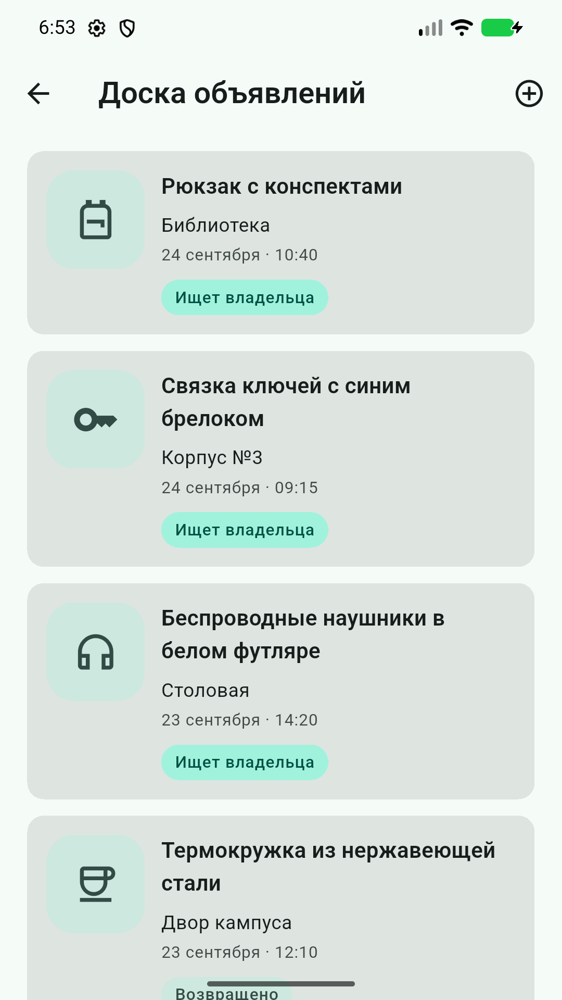 6:53
Доска объявлений
Рюкзак с конспектами
Библиотека
24 сентября · 10:40
Ищет владельца
Связка ключей с синим
брелоком
Корпус №3
24 сентября · 09:15
Ищет владельца
Беспроводные наушники в
белом футляре
Столовая
23 сентября · 14:20
Ищет владельца
Термокружка из нержавеющей
стали
Двор кампуса
23 сентября · 12:10
Возвращено